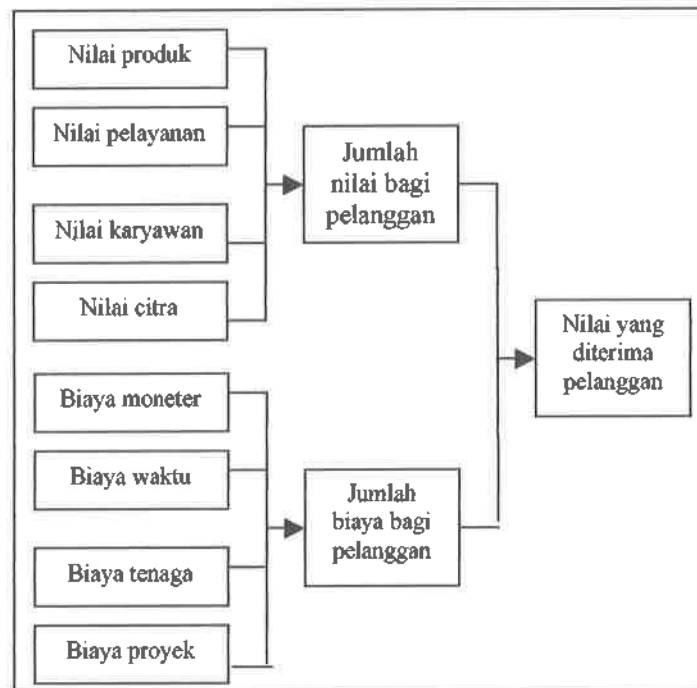 Nilai produk
Nilai pelayanan
Nilai karyawan
Nilai citra
Jumlah
nilai bagi
pelanggan
Biaya moneter
Biaya waktu
Biaya tenaga
Biaya proyek
Jumlah
biaya bagi
pelanggan
Nilai yang
diterima
pelanggan